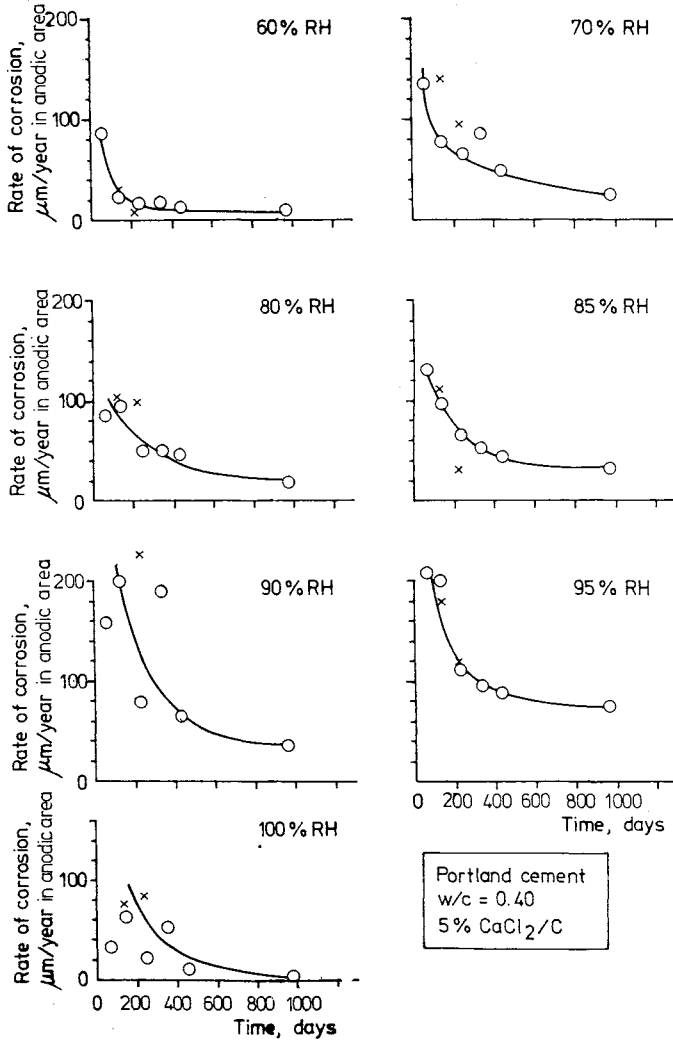 Rate of corrosion,
μm/year in anodic area
200
100
0
60% RH
70% RH
Rate of corrosion,
μm/year in anodic area
200
100
0
80% RH
85% RH
Rate of corrosion,
μm/year in anodic area
200
100
0
90% RH
95% RH
0 200 400 600 800 1000
Time, days
Rate of corrosion,
μm/year in anodic area
100
0
100% RH
0 200 400 600 800 1000
Time, days
Portland cement
w/c = 0.40
5% CaCl2/C